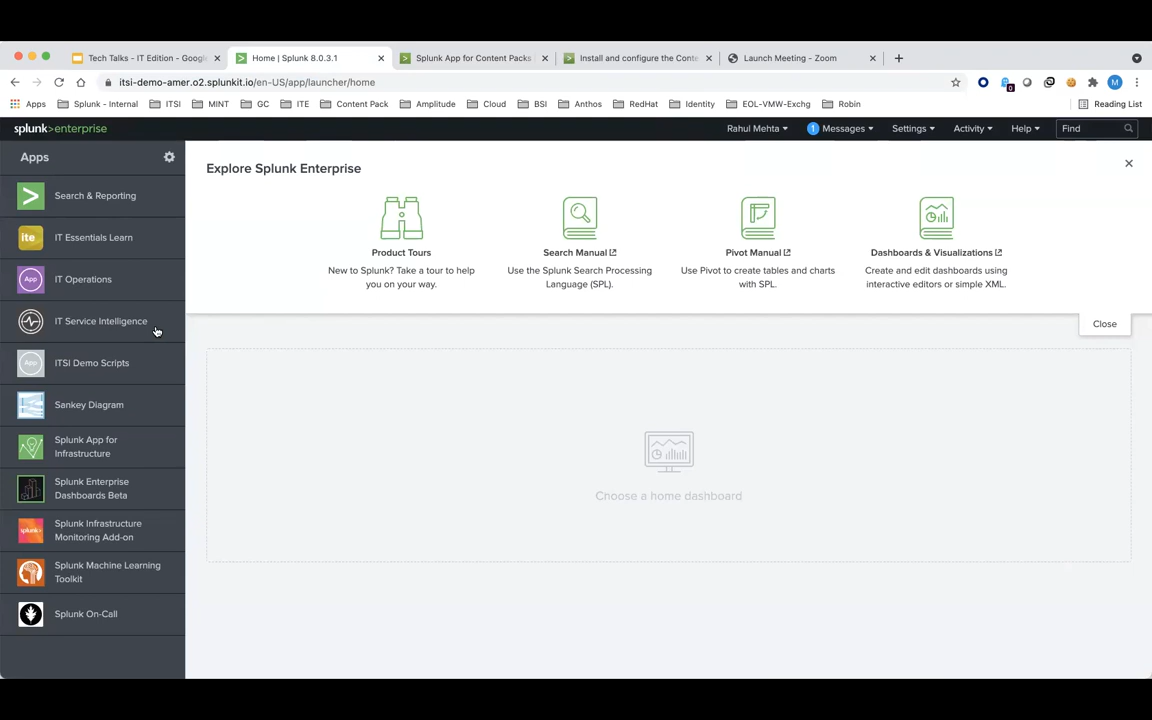 Tech Talks - IT Edition - Google
Home | Splunk 8.0.3.1
Splunk App for Content Packs
Install and configure the Conte
Launch Meeting - Zoom
itsi-demo-amer.o2.splunkit.io/en-US/app/launcher/home
Apps
Splunk - Internal
ITSI
MINT
GC
ITE
Content Pack
Amplitude
Cloud
BSI
Anthos
RedHat
Identity
EOL-VMW-Exchg
Robin
Reading List
splunk>enterprise
Rahul Mehta
1 Messages
Settings
Activity
Help
Find
Apps
Search & Reporting
ite IT Essentials Learn
App IT Operations
IT Service Intelligence
App ITSI Demo Scripts
Sankey Diagram
Splunk App for
Infrastructure
Splunk Enterprise
Dashboards Beta
splunk>
Splunk Infrastructure
Monitoring Add-on
Splunk Machine Learning
Toolkit
Splunk On-Call
Explore Splunk Enterprise
Product Tours
New to Splunk? Take a tour to help
you on your way.
Search Manual
Use the Splunk Search Processing
Language (SPL).
Pivot Manual
Use Pivot to create tables and charts
with SPL.
Dashboards & Visualizations
Create and edit dashboards using
interactive editors or simple XML.
Close
Choose a home dashboard
M
0